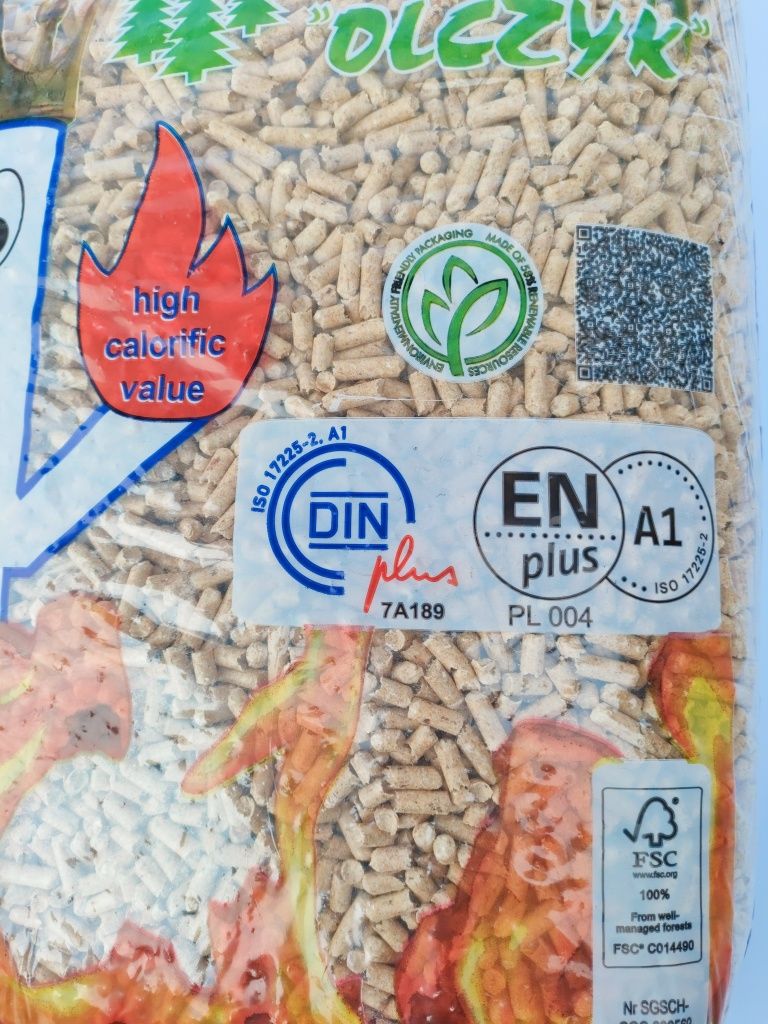 "OLCZYK"
high
calorific
value
ENVIRONMENTALLY FRIENDLY PACKAGING
MADE OF 55% RENEWABLE RESOURCES
ISO 17225-2, A1
DIN
plus
7A189
EN
plus
A1
ISO 17225-2
PL 004
FSC
www.fsc.org
100%
From well-
managed forests
FSC® C014490
Nr SGSCH-